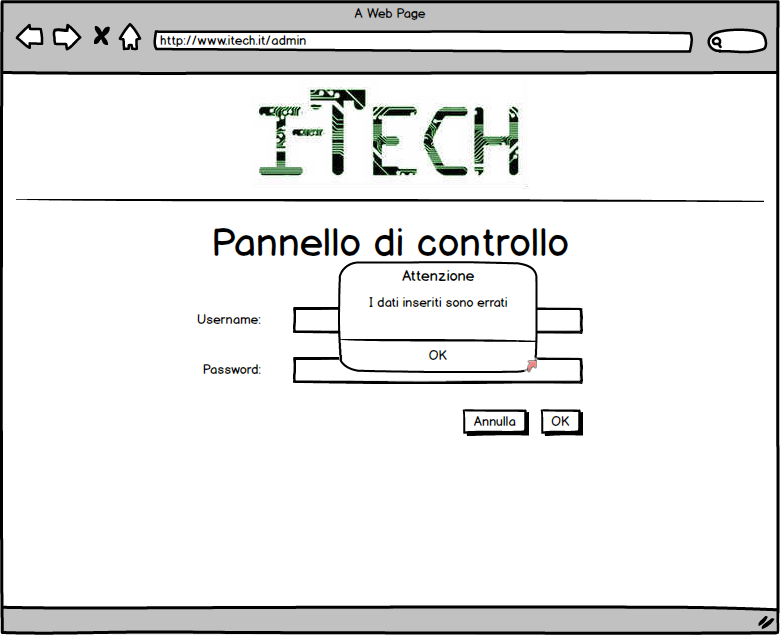 A Web Page
http://www.itech.it/admin
I-TECH
Pannello di controllo
Attenzione
I dati inseriti sono errati
Username:
OK
Password:
Annulla
OK